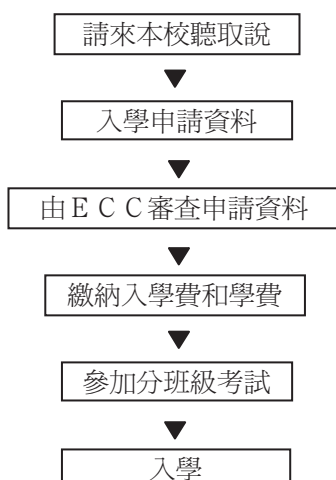 請來本校聽取說
入學申請資料
由ＥＣＣ審查申請資料
繳納入學費和學費
參加分班級考試
入學